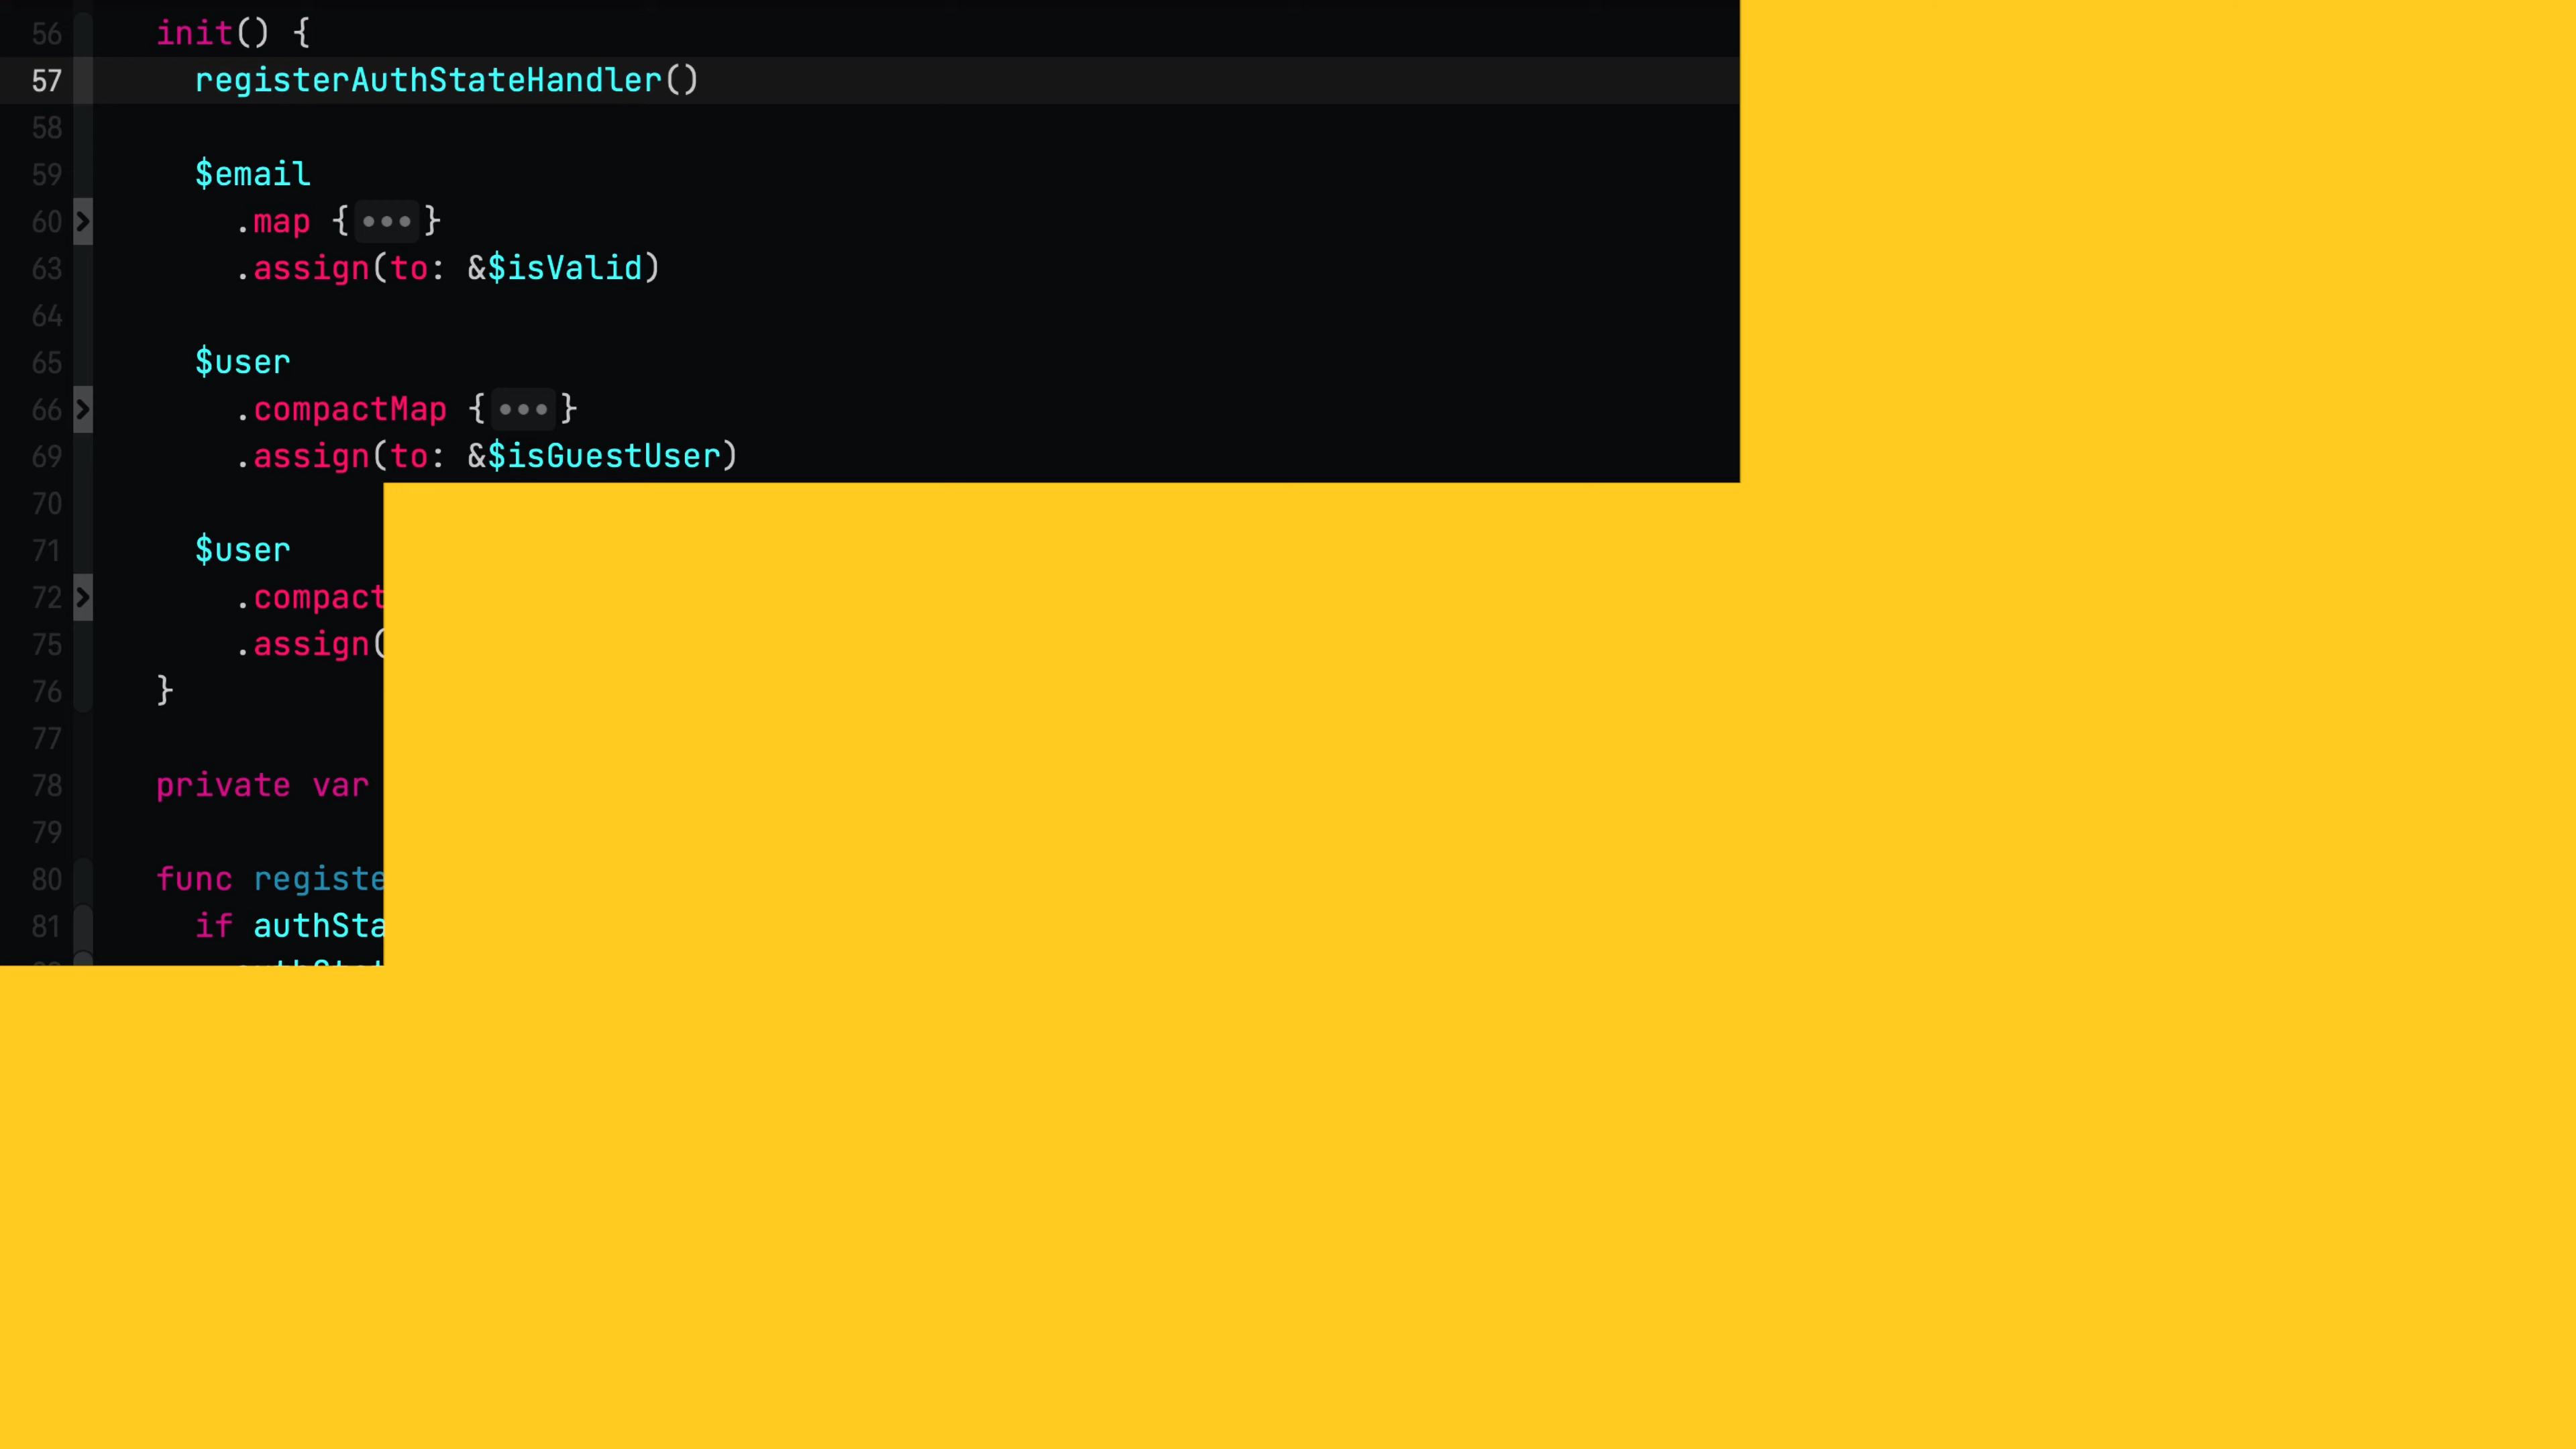 56 init() {
57 registerAuthStateHandler()
58
59 $email
60 .map {•••}
63 .assign(to: &$isValid)
64
65 $user
66 .compactMap {•••}
69 .assign(to: &$isGuestUser)
70
71 $user
72 .compact
75 .assign(
76 }
77
78 private var
79
80 func registe
81 if authSta